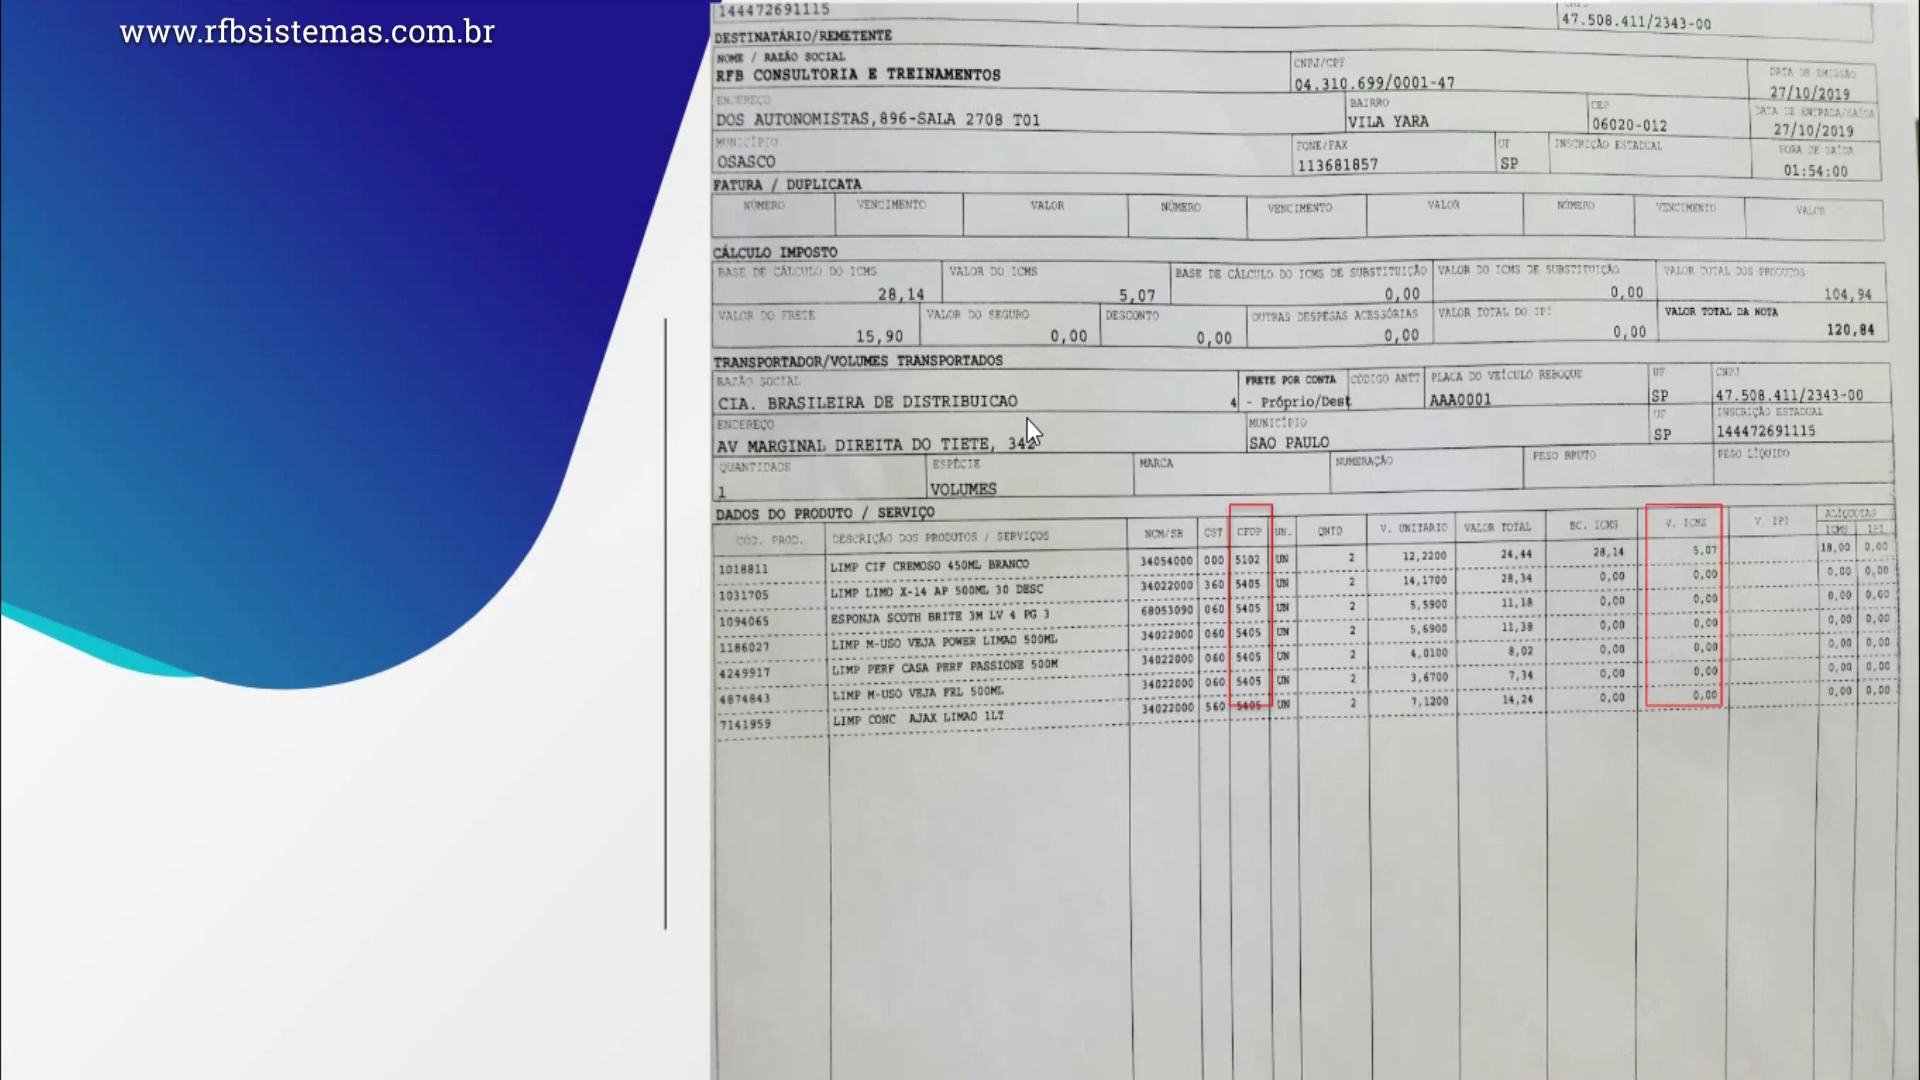 www.rfbsistemas.com.br
144472691115
47.508.411/2343-00
DESTINATÁRIO/REMETENTE
NOME / RAZÃO SOCIAL CNPJ/CPF DATA DE EMISSÃO
RFB CONSULTORIA E TREINAMENTOS 04.310.699/0001-47 27/10/2019
ENDEREÇO BAIRRO CEP DATA DE ENTRADA/SAÍDA
DOS AUTONOMISTAS,896-SALA 2708 T01 VILA YARA 06020-012 27/10/2019
MUNICÍPIO FONE/FAX UF INSCRIÇÃO ESTADUAL HORA DE SAÍDA
OSASCO 113681857 SP 01:54:00
FATURA / DUPLICATA
NÚMERO VENCIMENTO VALOR NÚMERO VENCIMENTO VALOR NÚMERO VENCIMENTO VALOR
CÁLCULO IMPOSTO
BASE DE CÁLCULO DO ICMS VALOR DO ICMS BASE DE CÁLCULO DO ICMS DE SUBSTITUIÇÃO VALOR DO ICMS DE SUBSTITUIÇÃO VALOR TOTAL DOS PRODUTOS
28,14 5,07 0,00 0,00 104,94
VALOR DO FRETE VALOR DO SEGURO DESCONTO OUTRAS DESPESAS ACESSÓRIAS VALOR TOTAL DO IPI VALOR TOTAL DA NOTA
15,90 0,00 0,00 0,00 0,00 120,84
TRANSPORTADOR/VOLUMES TRANSPORTADOS
RAZÃO SOCIAL FRETE POR CONTA CÓDIGO ANTT PLACA DO VEÍCULO REBOQUE UF CNPJ
CIA. BRASILEIRA DE DISTRIBUICAO 4 - Próprio/Dest AAA0001 SP 47.508.411/2343-00
ENDEREÇO MUNICÍPIO UF INSCRIÇÃO ESTADUAL
AV MARGINAL DIREITA DO TIETE, 342 SAO PAULO SP 144472691115
QUANTIDADE ESPÉCIE MARCA NUMERAÇÃO PESO BRUTO PESO LÍQUIDO
1 VOLUMES
DADOS DO PRODUTO / SERVIÇO
CÓD. PROD. DESCRIÇÃO DOS PRODUTOS / SERVIÇOS NCM/SH CST CFOP UN. QNTD V. UNITARIO VALOR TOTAL BC. ICMS V. ICMS V. IPI ALÍQUOTAS
ICMS IPI
1018811 LIMP CIF CREMOSO 450ML BRANCO 34054000 000 5102 UN 2 12,2200 24,44 28,14 5,07 18,00 0,00
1031705 LIMP LIMO X-14 AP 500ML 30 DESC 34022000 360 5405 UN 2 14,1700 28,34 0,00 0,00 0,00 0,00
1094065 ESPONJA SCOTH BRITE 3M LV 4 PG 3 68053090 060 5405 UN 2 5,5900 11,18 0,00 0,00 0,00 0,00
1186027 LIMP M-USO VEJA POWER LIMAO 500ML 34022000 060 5405 UN 2 5,6900 11,38 0,00 0,00 0,00 0,00
4249917 LIMP PERF CASA PERF PASSIONE 500M 34022000 060 5405 UN 2 4,0100 8,02 0,00 0,00 0,00 0,00
4874843 LIMP M-USO VEJA FRL 500ML 34022000 060 5405 UN 2 3,6700 7,34 0,00 0,00 0,00 0,00
7141959 LIMP CONC AJAX LIMAO 1LT 34022000 560 5405 UN 2 7,1200 14,24 0,00 0,00 0,00 0,00